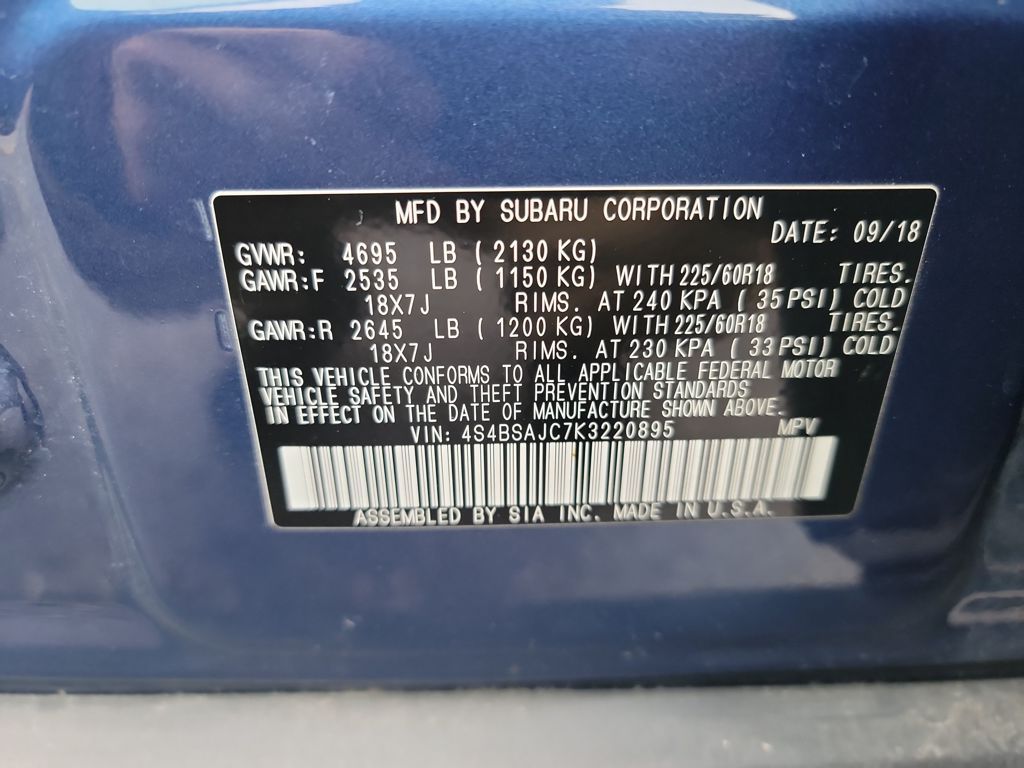 MFD BY SUBARU CORPORATION
DATE: 09/18
GVWR: 4695 LB ( 2130 KG)
GAWR:F 2535 LB ( 1150 KG) WITH 225/60R18 TIRES.
18X7J RIMS. AT 240 KPA ( 35 PSI) COLD
GAWR:R 2645 LB ( 1200 KG) WITH 225/60R18 TIRES.
18X7J RIMS. AT 230 KPA ( 33 PSI) COLD
THIS VEHICLE CONFORMS TO ALL APPLICABLE FEDERAL MOTOR
VEHICLE SAFETY AND THEFT PREVENTION STANDARDS
IN EFFECT ON THE DATE OF MANUFACTURE SHOWN ABOVE.
VIN: 4S4BSAJC7K3220895 MPV
ASSEMBLED BY SIA INC. MADE IN U.S.A.